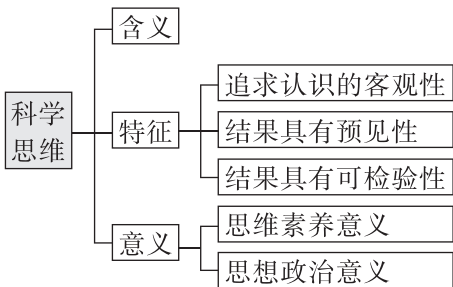 科学
思维
含义
特征
追求认识的客观性
结果具有预见性
结果具有可检验性
意义
思维素养意义
思想政治意义